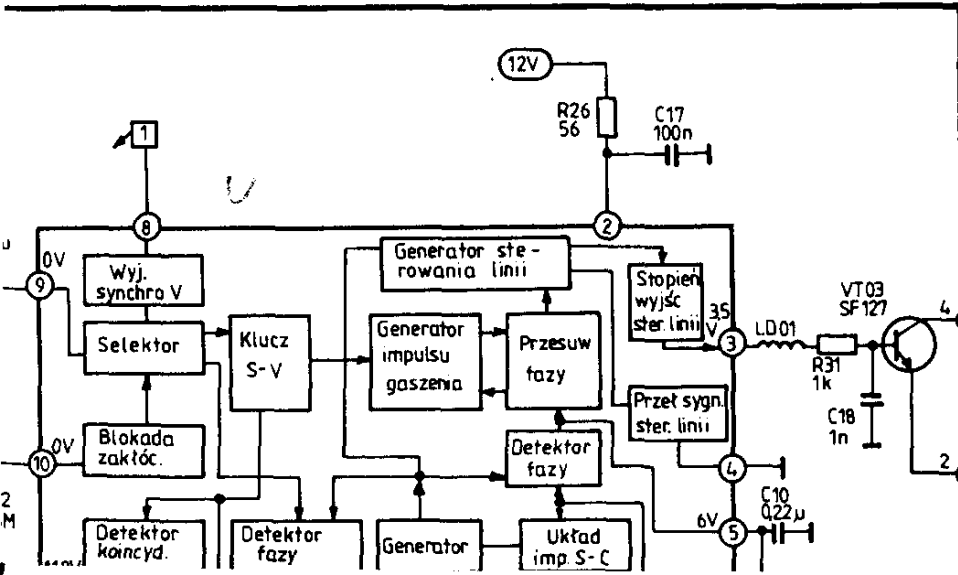 12V
R26
56
C17
100n
1
8
2
0V
9
Wyj.
synchro V
Generator ste-
rowania linii
Stopień
wyjśc
ster. linii
3,5
V
3
LD01
R31
1k
C18
1n
VT03
SF127
4
2
Selektor
Klucz
S-V
Generator
impulsu
gaszenia
Przesuw
fazy
Przeł sygn.
ster. linii
4
0V
10
Blokada
zakłóc.
Detektor
fazy
6V
5
C10
0,22µ
2
M
Detektor
koincyd.
Detektor
fazy
Generator
Układ
imp. S-C